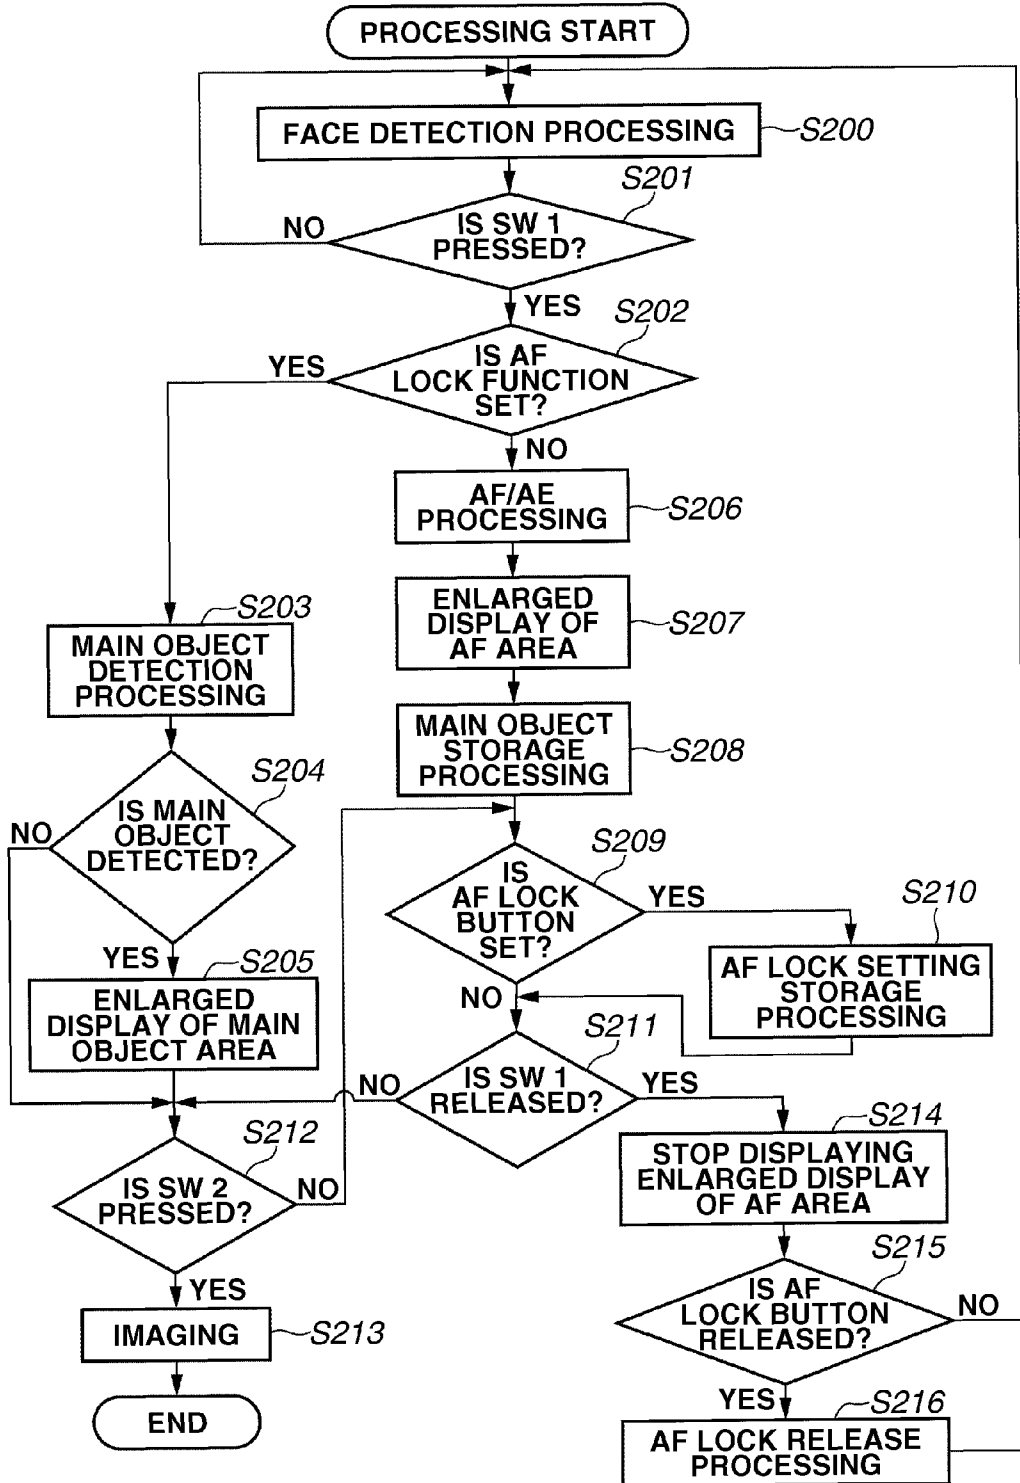 PROCESSING START
FACE DETECTION PROCESSING
S200
S201
IS SW 1
PRESSED?
NO
YES
S202
IS AF
LOCK FUNCTION
SET?
YES
NO
AF/AE
PROCESSING
S206
ENLARGED
DISPLAY OF
AF AREA
S207
S203
MAIN OBJECT
DETECTION
PROCESSING
MAIN OBJECT
STORAGE
PROCESSING
S208
S204
IS MAIN
OBJECT
DETECTED?
NO
YES
S209
IS
AF LOCK
BUTTON
SET?
YES
NO
S210
AF LOCK SETTING
STORAGE
PROCESSING
S205
ENLARGED
DISPLAY OF MAIN
OBJECT AREA
S211
IS SW 1
RELEASED?
NO
YES
S212
IS SW 2
PRESSED?
NO
YES
S214
STOP DISPLAYING
ENLARGED DISPLAY
OF AF AREA
S215
IS AF
LOCK BUTTON
RELEASED?
NO
YES
IMAGING
S213
END
S216
AF LOCK RELEASE
PROCESSING